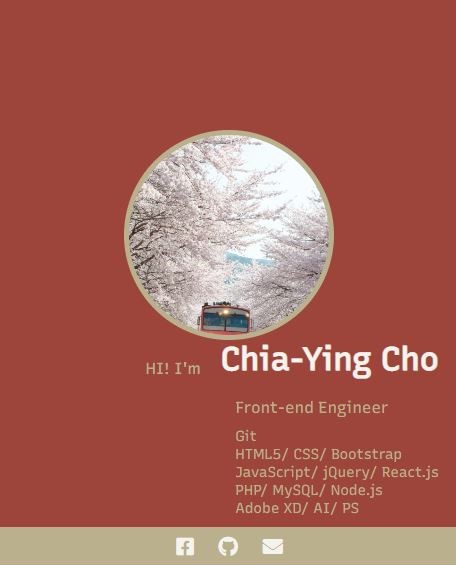 HI! I'm Chia-Ying Cho
Front-end Engineer
Git
HTML5/ CSS/ Bootstrap
JavaScript/ jQuery/ React.js
PHP/ MySQL/ Node.js
Adobe XD/ AI/ PS